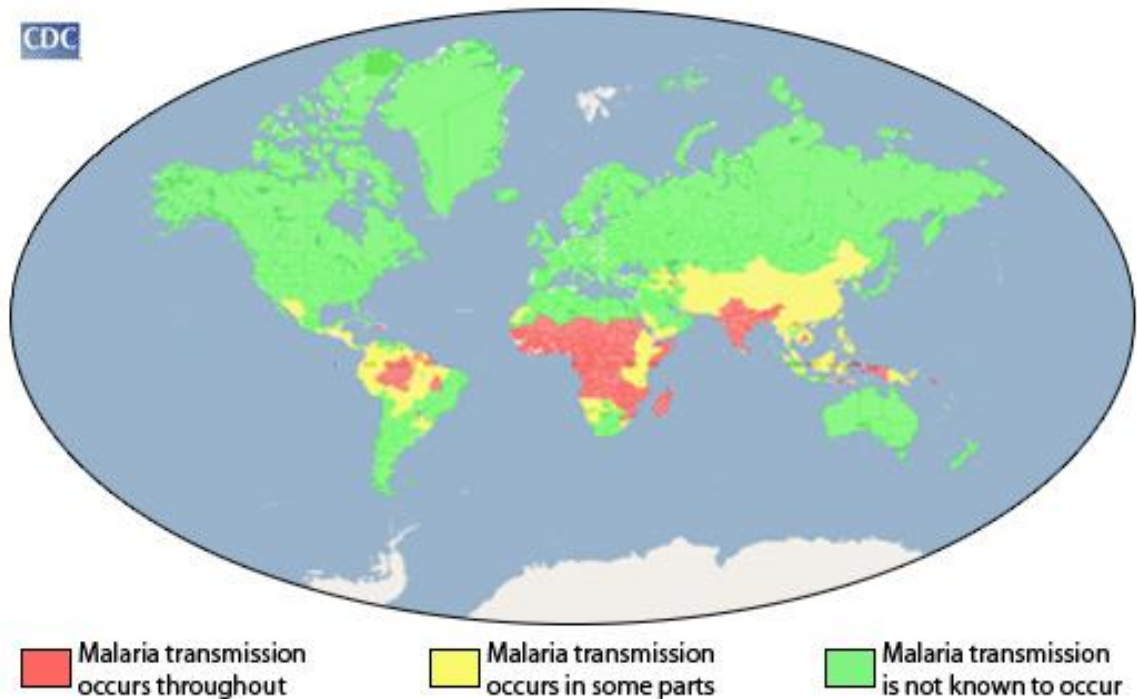 CDC
Malaria transmission
occurs throughout
Malaria transmission
occurs in some parts
Malaria transmission
is not known to occur